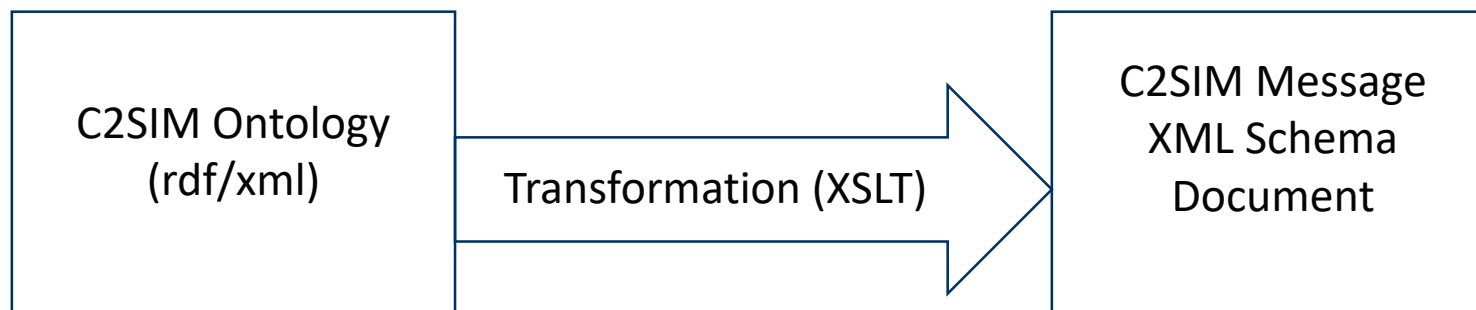 C2SIM Ontology
(rdf/xml)
Transformation (XSLT)
C2SIM Message
XML Schema
Document